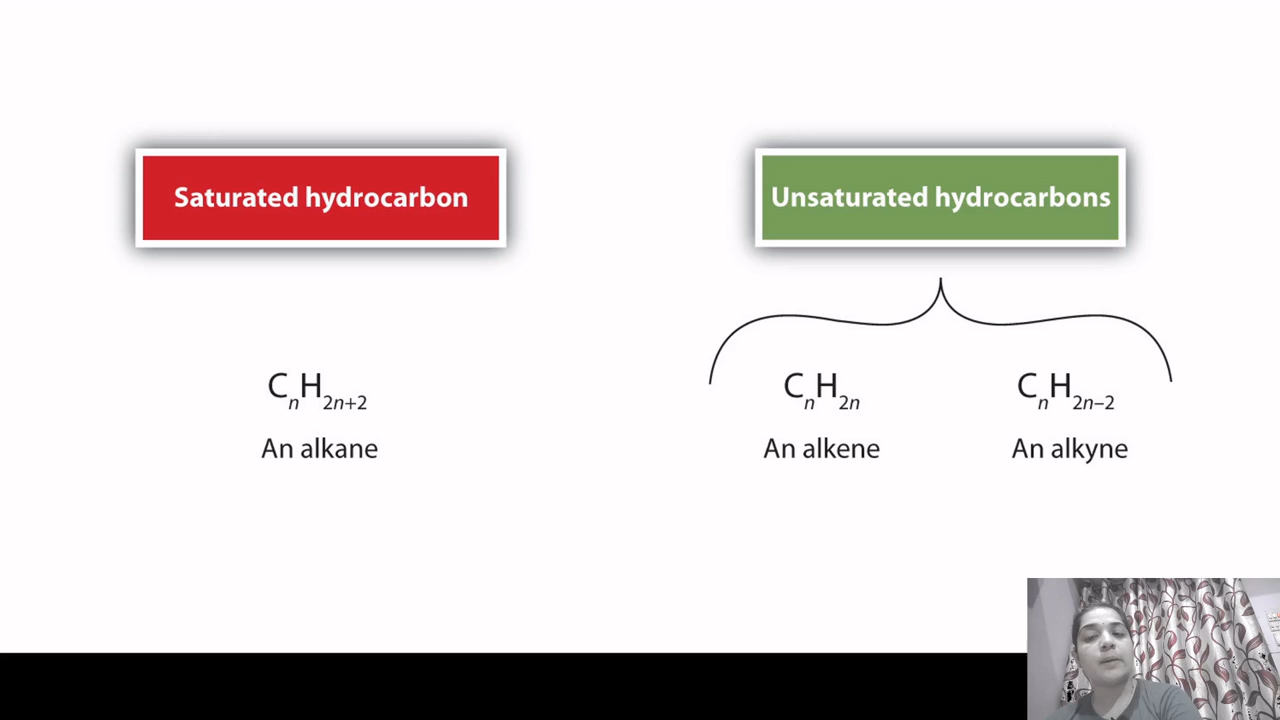 Saturated hydrocarbon
Unsaturated hydrocarbons
CₙH₂ₙ₊₂
CₙH₂ₙ
CₙH₂ₙ₋₂
An alkane
An alkene
An alkyne